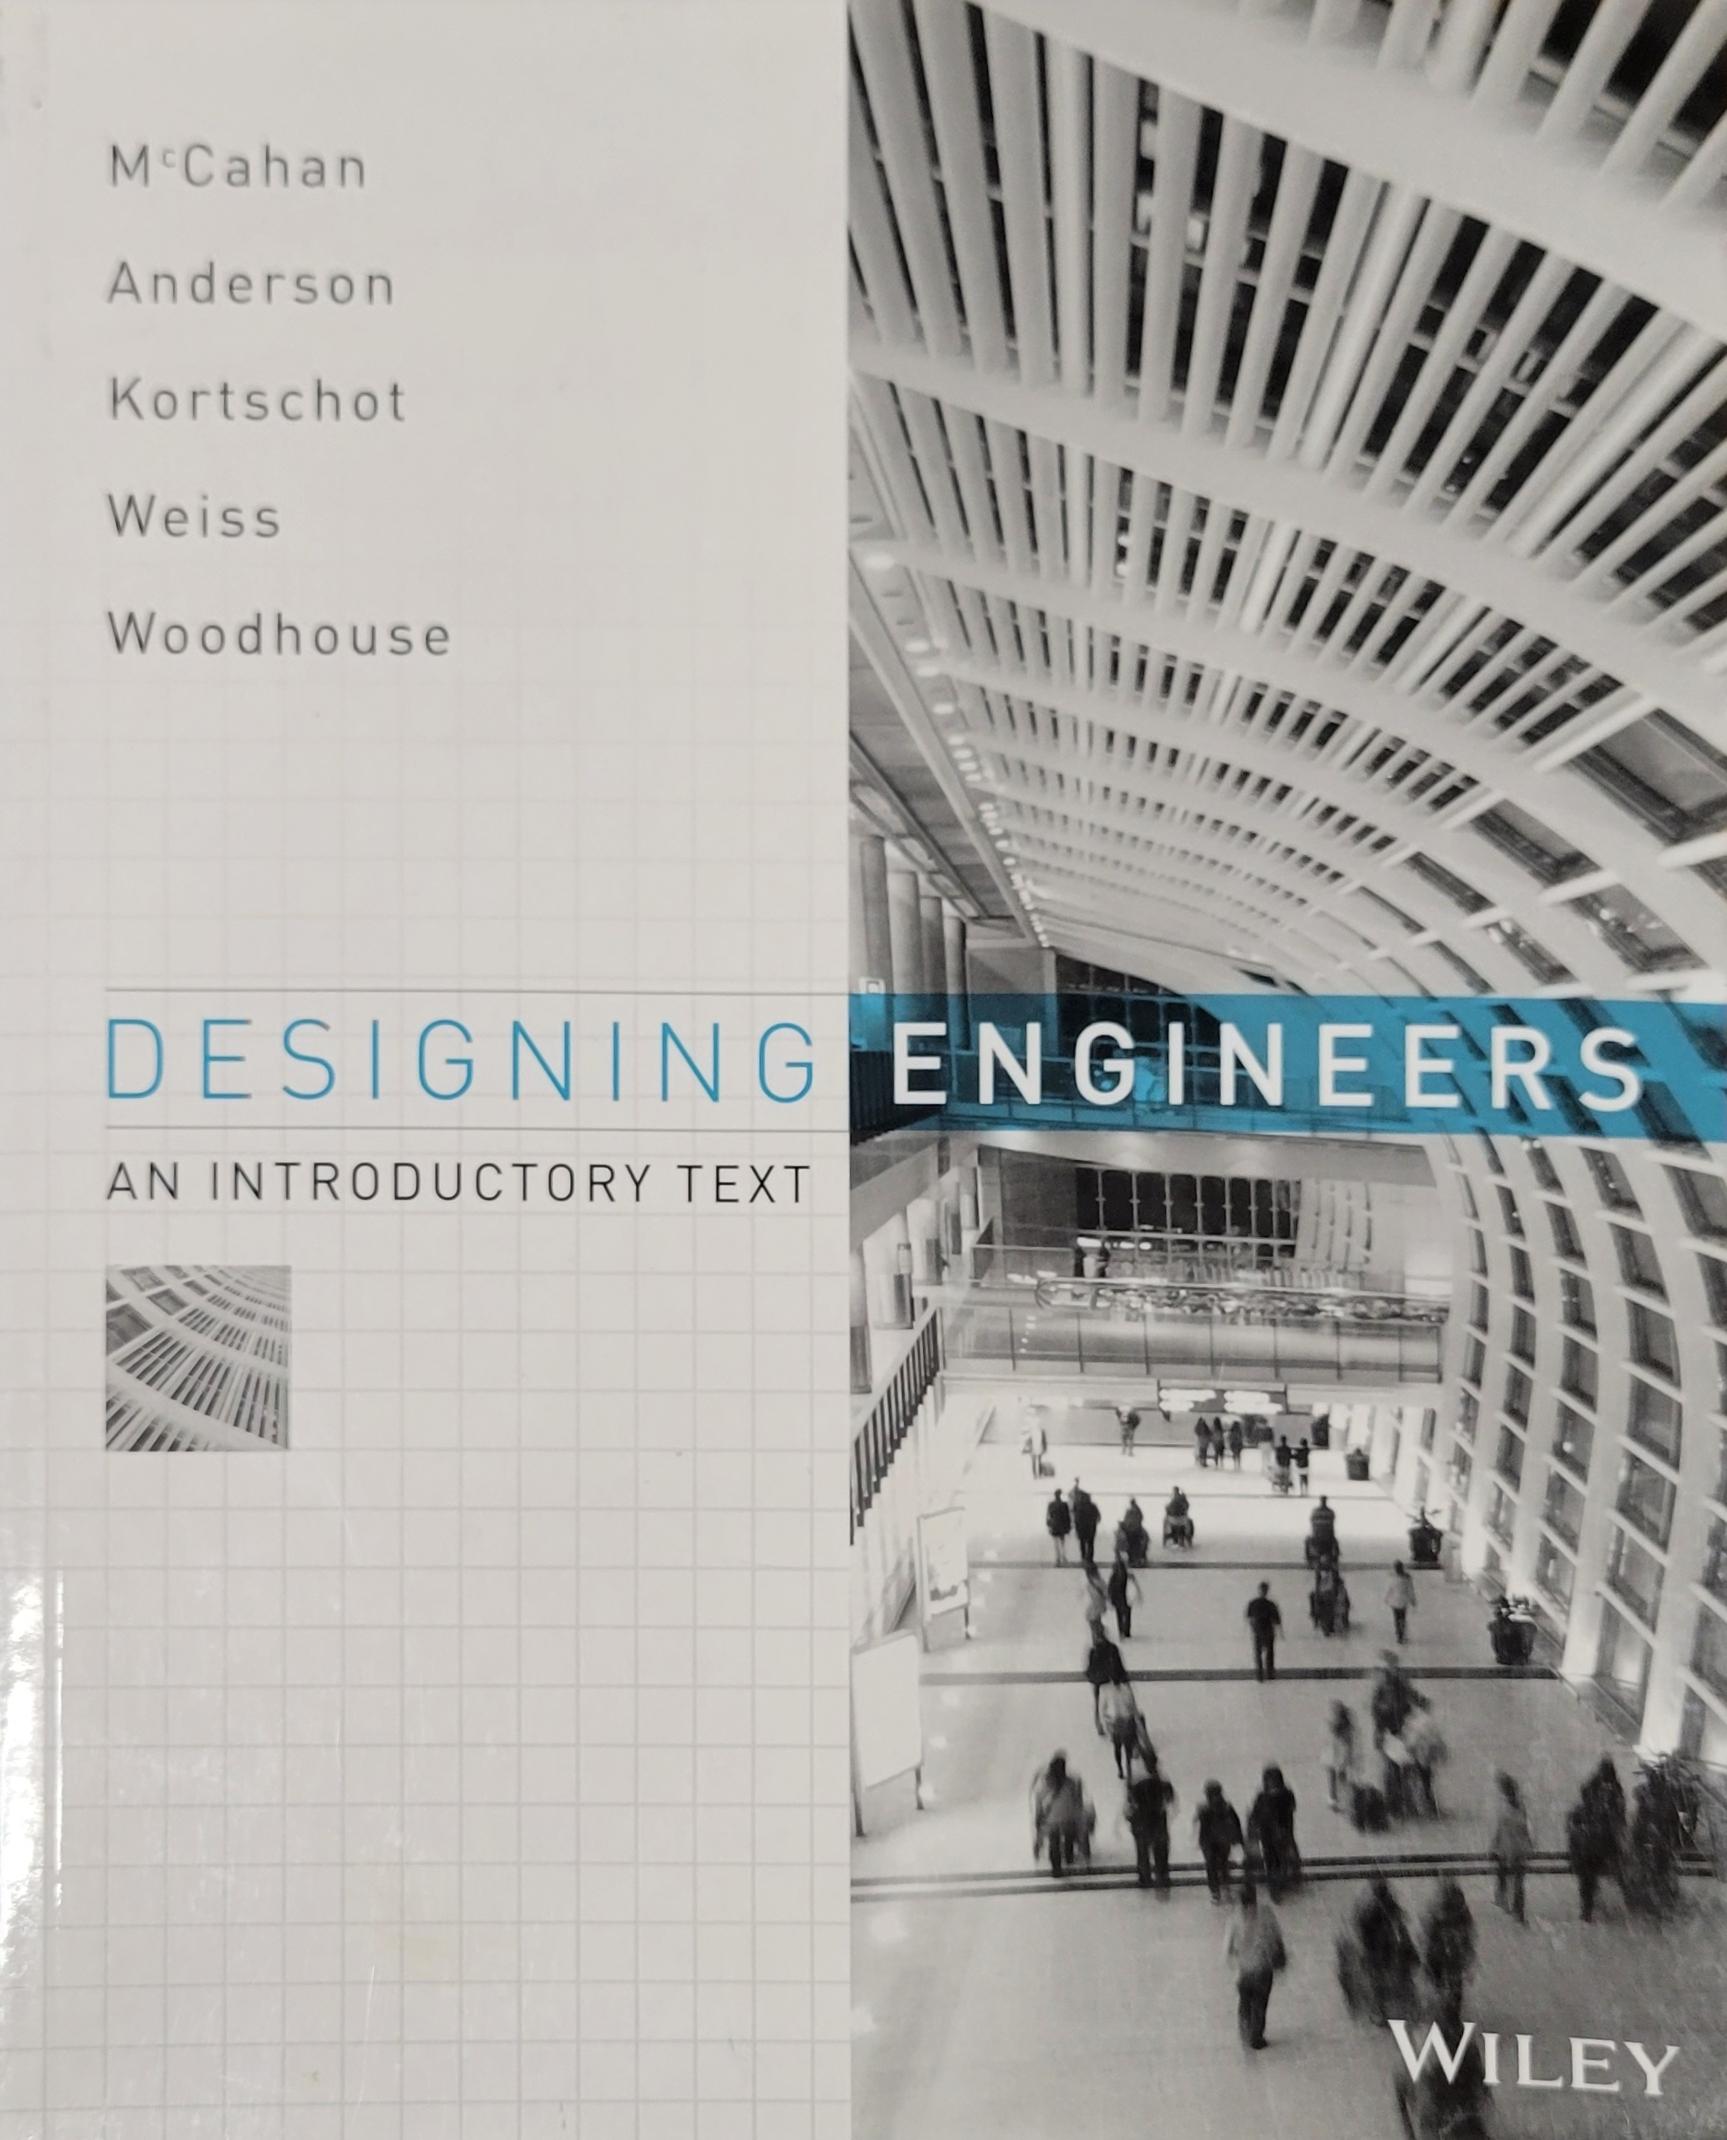 McCahan
Anderson
Kortschot
Weiss
Woodhouse
DESIGNING ENGINEERS
AN INTRODUCTORY TEXT
WILEY